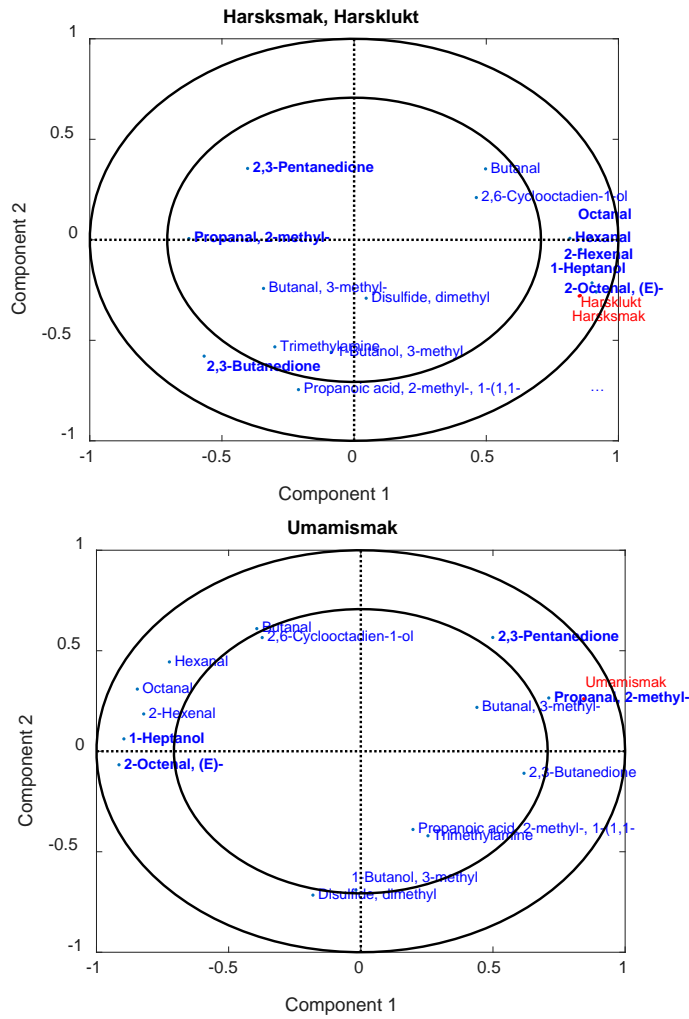 Harsksmak, Harsklukt
1
0.5
0
-0.5
-1
Component 2
2,3-Pentanedione
Butanal
2,6-Cyclooctadien-1-ol
Octanal
Propanal, 2-methyl-
Hexanal
2-Hexenal
1-Heptanol
Butanal, 3-methyl-
Disulfide, dimethyl
2-Octenal, (E)-
Harsklukt
Harsksmak
Trimethylamine
1-Butanol, 3-methyl
2,3-Butanedione
Propanoic acid, 2-methyl-, 1-(1,1-
...
-1
-0.5
0
0.5
1
Component 1
Umamismak
1
0.5
0
-0.5
-1
Component 2
Butanal
2,6-Cyclooctadien-1-ol
2,3-Pentanedione
Hexanal
Umamismak
Octanal
Propanal, 2-methyl-
2-Hexenal
Butanal, 3-methyl-
1-Heptanol
2-Octenal, (E)-
2,3-Butanedione
Propanoic acid, 2-methyl-, 1-(1,1-
Trimethylamine
1-Butanol, 3-methyl
Disulfide, dimethyl
-1
-0.5
0
0.5
1
Component 1